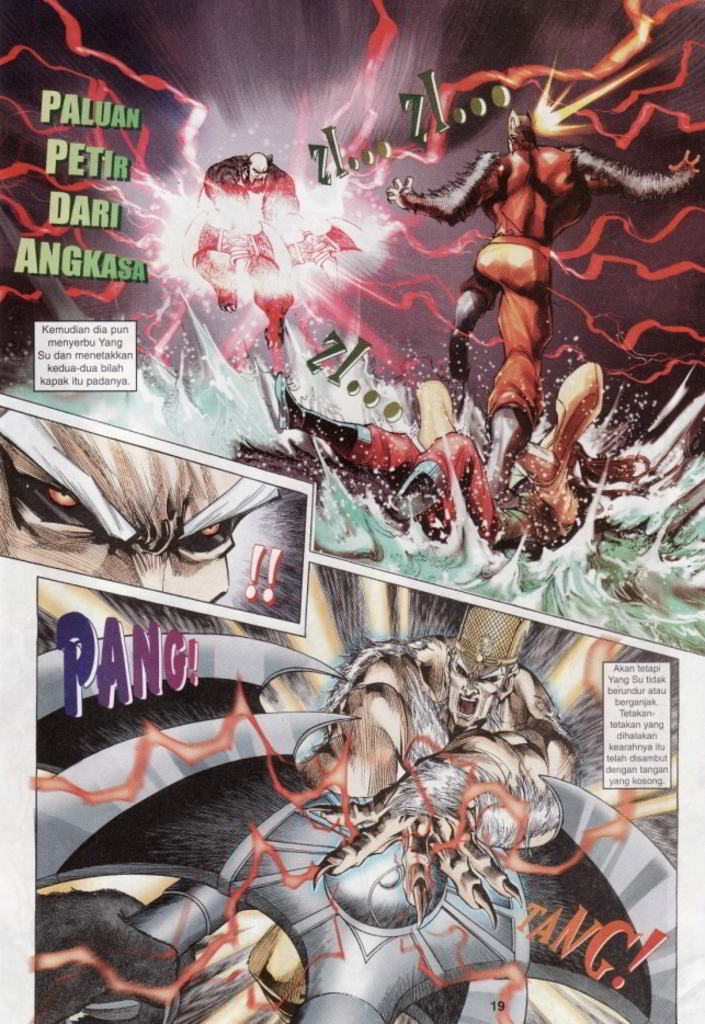 PALUAN
PETIR
DARI
ANGKASA
ZI...
ZI...
Kemudian dia pun
menyerbu Yang
Su dan menetakkan
kedua-dua bilah
kapak itu padanya.
ZI...
!!
PANG!
Akan tetapi
Yang Su tidak
berundur atau
berganjak.
Tetakan-
tetakan yang
dihalakan
kearahnya itu
telah disambut
dengan tangan
yang kosong.
TANG!
19